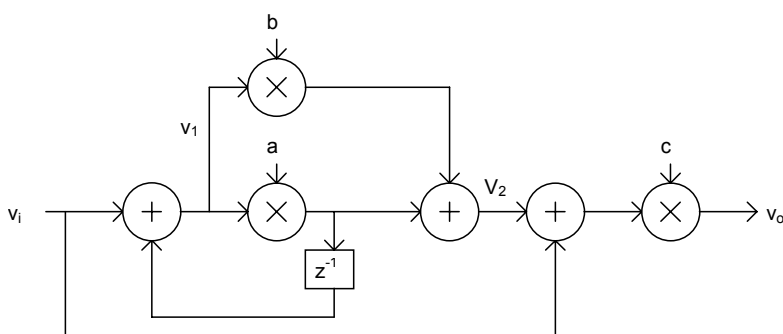 b
×
v₁
a
c
V₂
vᵢ
+
×
+
+
×
vₒ
z⁻¹